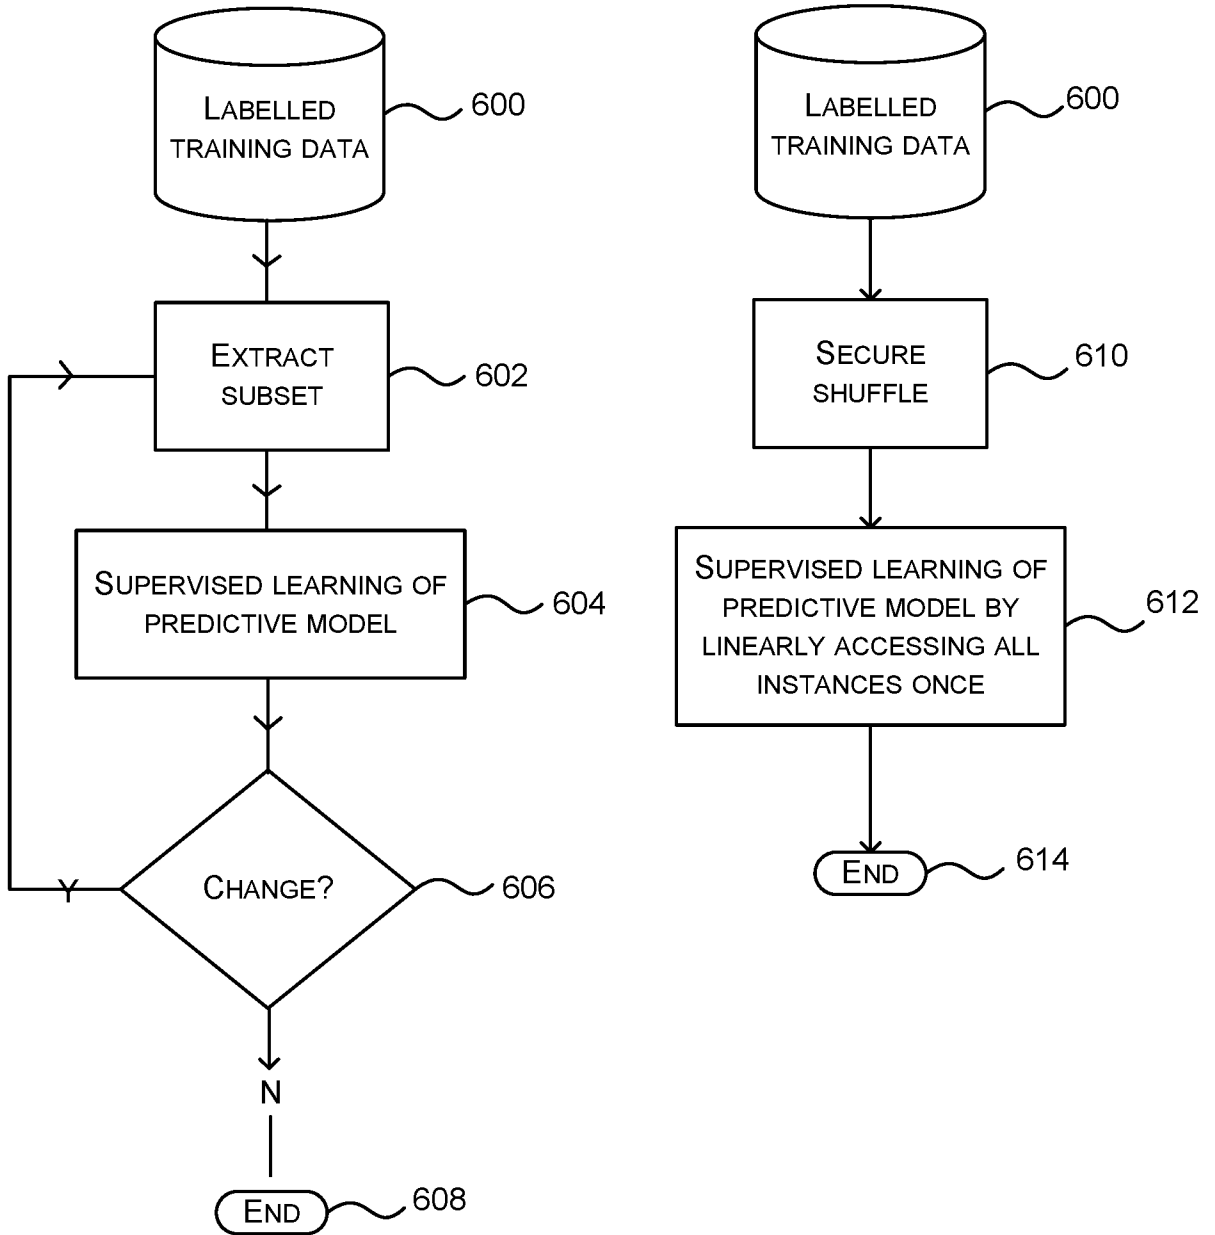 LABELLED
TRAINING DATA
600
EXTRACT
SUBSET
602
SUPERVISED LEARNING OF
PREDICTIVE MODEL
604
CHANGE?
606
Y
N
END
608
LABELLED
TRAINING DATA
600
SECURE
SHUFFLE
610
SUPERVISED LEARNING OF
PREDICTIVE MODEL BY
LINEARLY ACCESSING ALL
INSTANCES ONCE
612
END
614